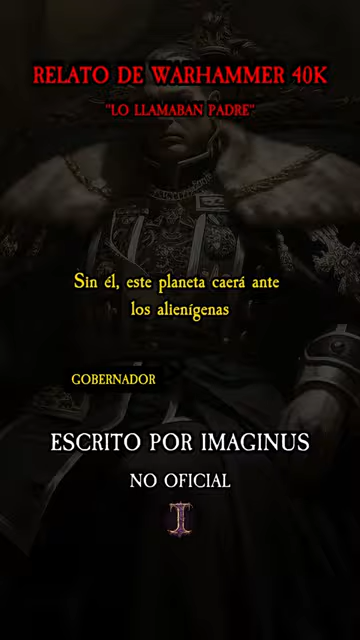 RELATO DE WARHAMMER 40K
"LO LLAMABAN PADRE"
Sin él, este planeta caerá ante
los alienígenas
GOBERNADOR
ESCRITO POR IMAGINUS
NO OFICIAL
I